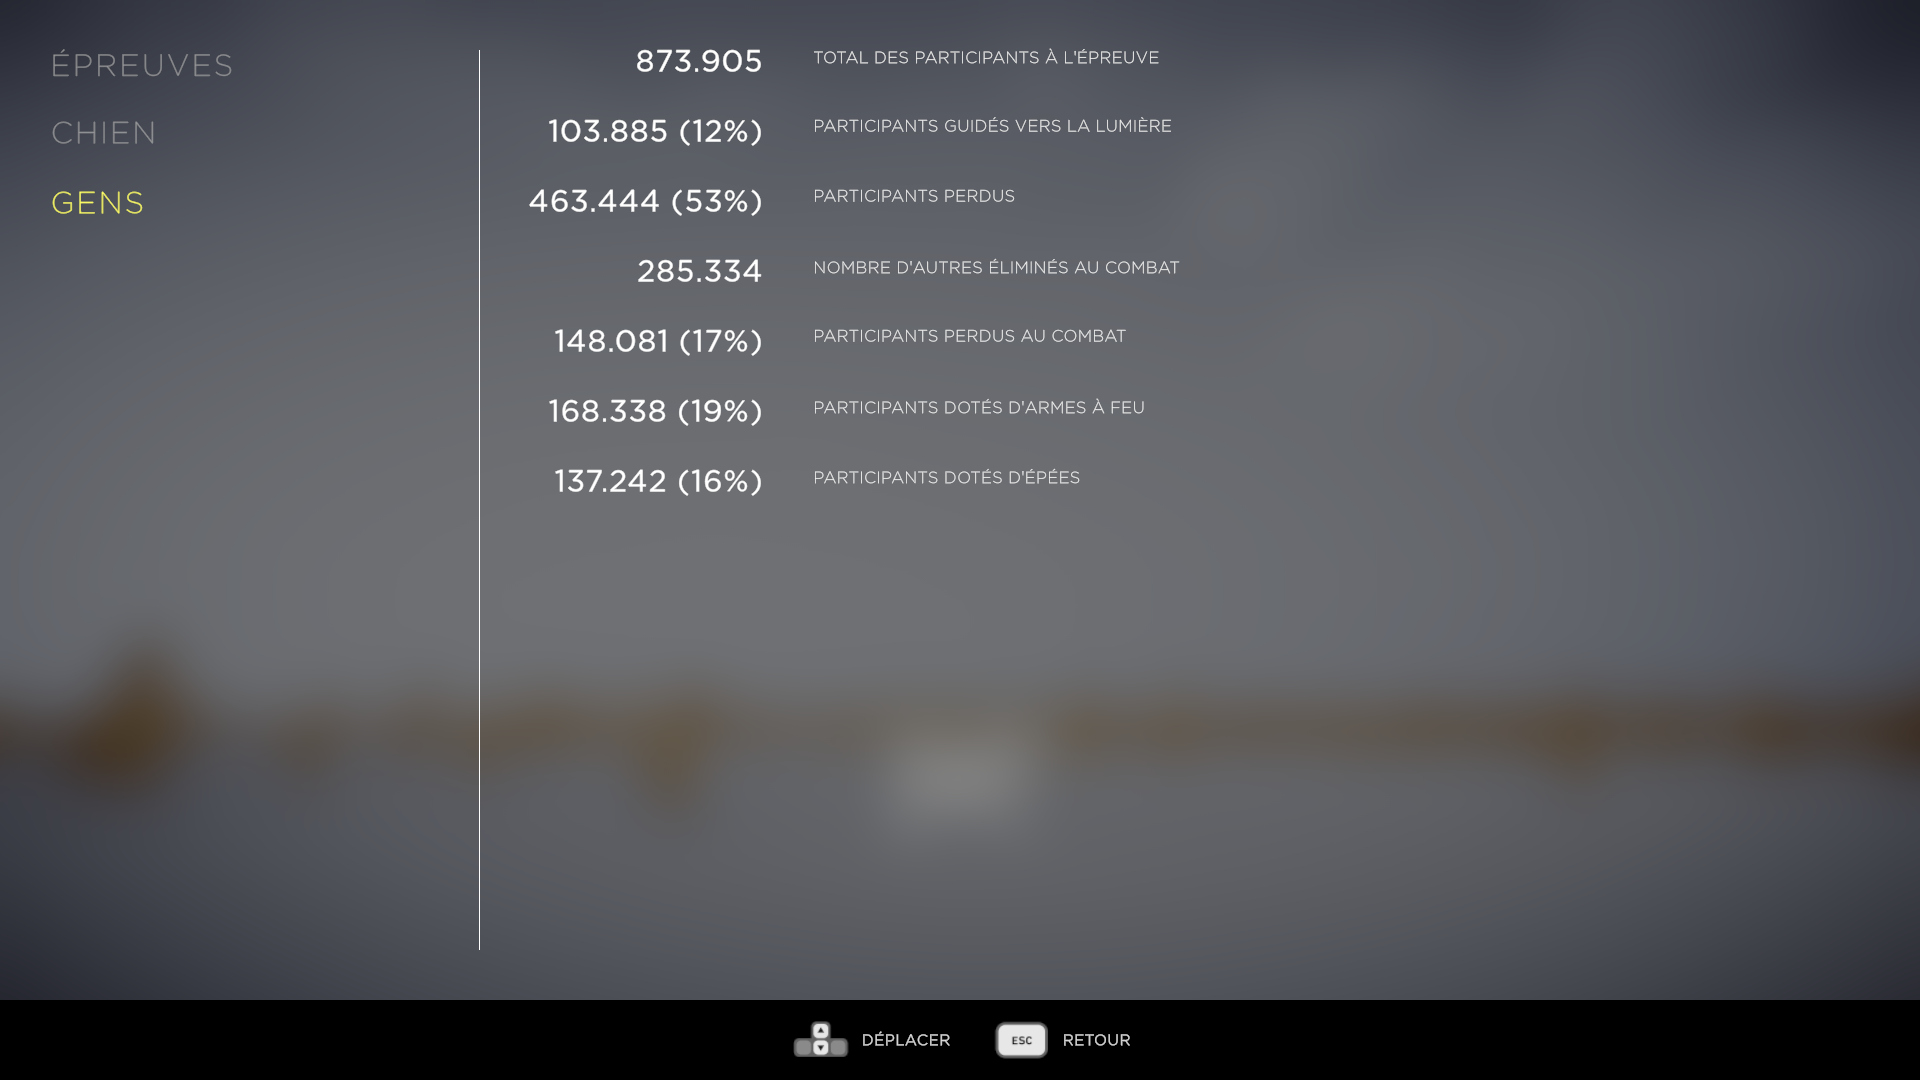 ÉPREUVES
CHIEN
GENS
873.905 TOTAL DES PARTICIPANTS À L'ÉPREUVE
103.885 (12%) PARTICIPANTS GUIDÉS VERS LA LUMIÈRE
463.444 (53%) PARTICIPANTS PERDUS
285.334 NOMBRE D'AUTRES ÉLIMINÉS AU COMBAT
148.081 (17%) PARTICIPANTS PERDUS AU COMBAT
168.338 (19%) PARTICIPANTS DOTÉS D'ARMES À FEU
137.242 (16%) PARTICIPANTS DOTÉS D'ÉPÉES
DÉPLACER ESC RETOUR